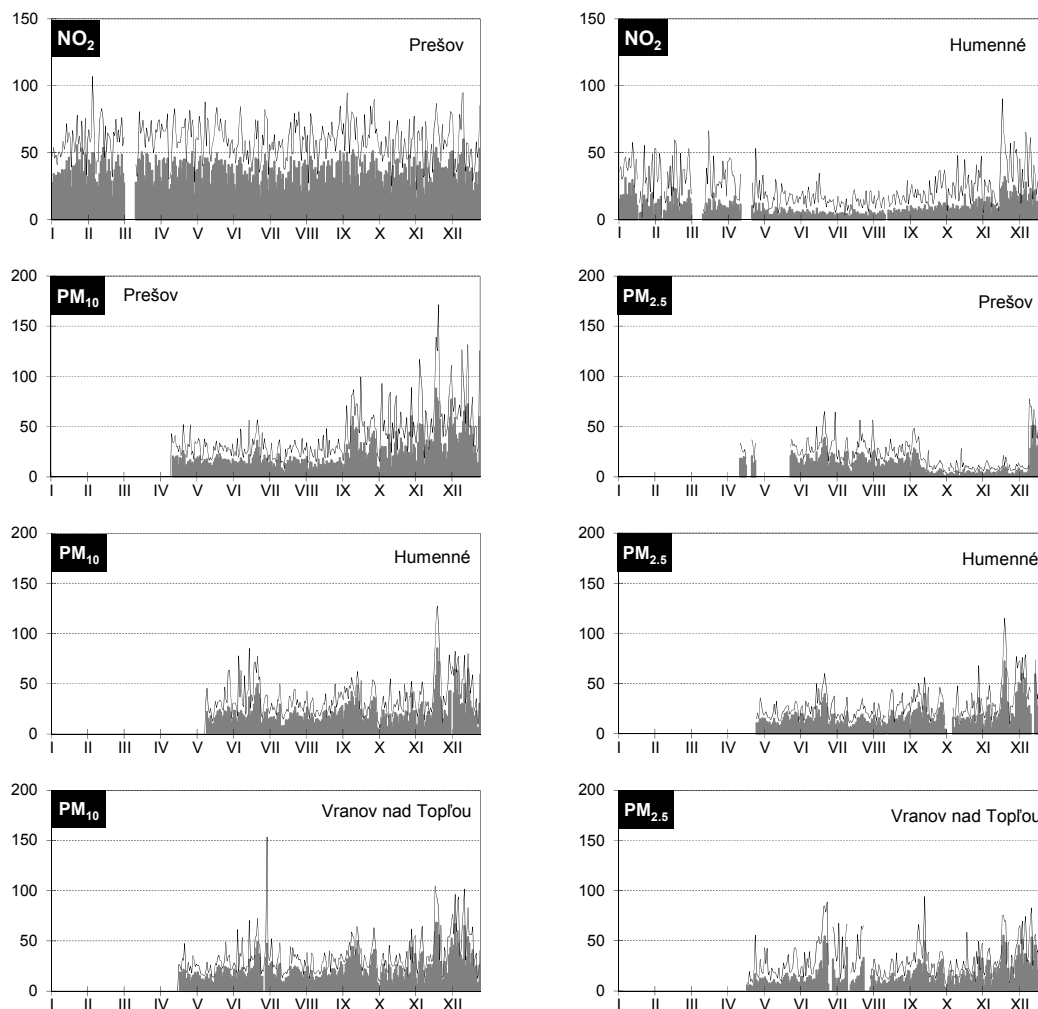 NO2 Prešov
150
100
50
0
I II III IV V VI VII VIII IX X XI XII
NO2 Humenné
150
100
50
0
I II III IV V VI VII VIII IX X XI XII
PM10 Prešov
200
150
100
50
0
I II III IV V VI VII VIII IX X XI XII
PM2.5 Prešov
200
150
100
50
0
I II III IV V VI VII VIII IX X XI XII
PM10 Humenné
200
150
100
50
0
I II III IV V VI VII VIII IX X XI XII
PM2.5 Humenné
200
150
100
50
0
I II III IV V VI VII VIII IX X XI XII
PM10 Vranov nad Topľou
200
150
100
50
0
I II III IV V VI VII VIII IX X XI XII
PM2.5 Vranov nad Topľou
200
150
100
50
0
I II III IV V VI VII VIII IX X XI XII